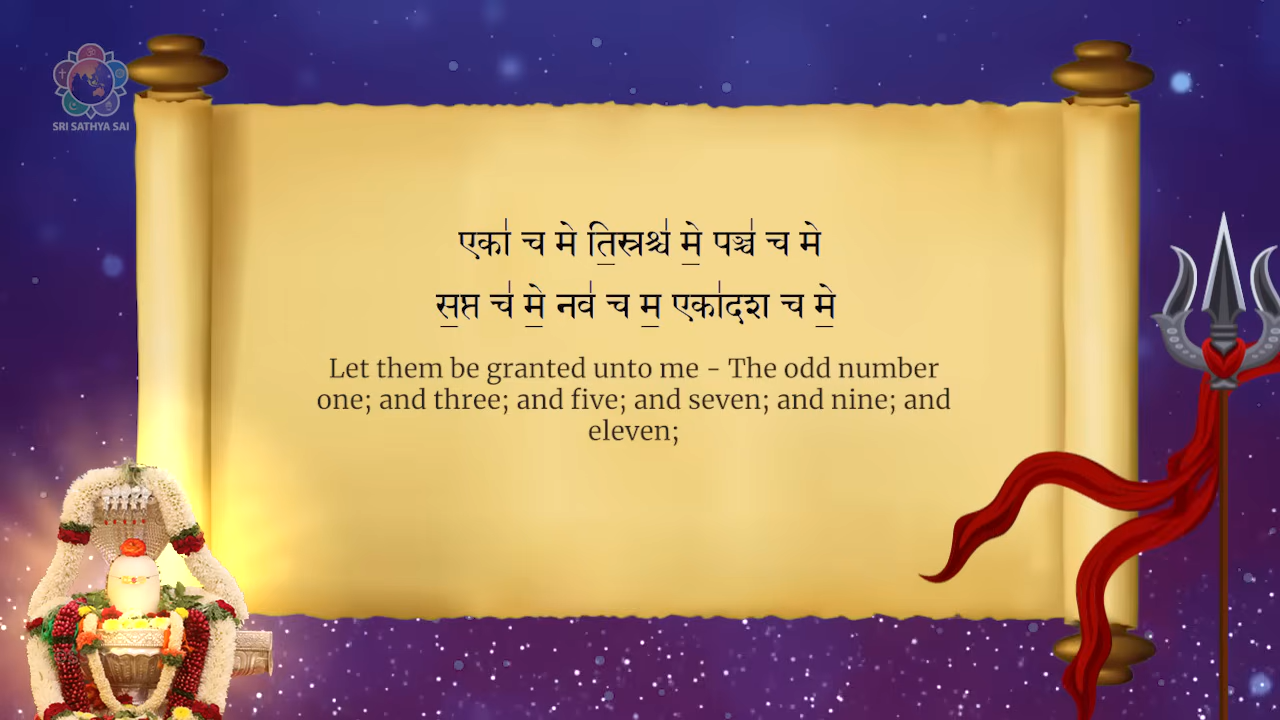 SRI SATHYA SAI
एका॑ च मे ति॒स्रश्च॑ मे॒ पञ्च॑ च मे
स॒प्त च॑ मे॒ नव॑ च म॒ एका॑दश च मे॒
Let them be granted unto me - The odd number
one; and three; and five; and seven; and nine; and
eleven;